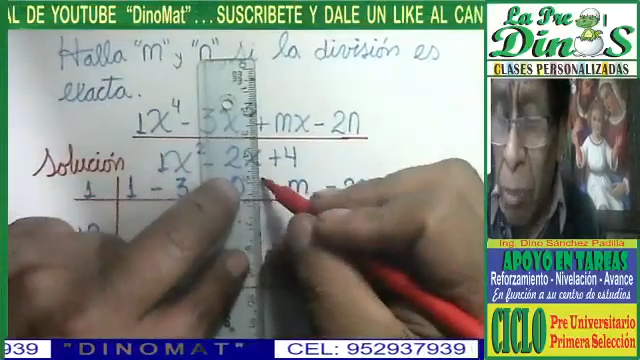 AL DE YOUTUBE "DinoMat"...SUSCRIBETE Y DALE UN LIKE AL CAN
La Pre
DinoS
CLASES PERSONALIZADAS
Halla "m" y "n" si la división es
exacta.
1x⁴ - 3x + mx - 2n
Solución 1x² - 2x + 4
1 1 - 3 0 m - 2n
Ing. Dino Sánchez Padilla
APOYO EN TAREAS
Reforzamiento - Nivelación - Avance
En función a su centro de estudios
CICLO Pre Universitario
Primera Selección
939 "DINOMAT" CEL: 952937939